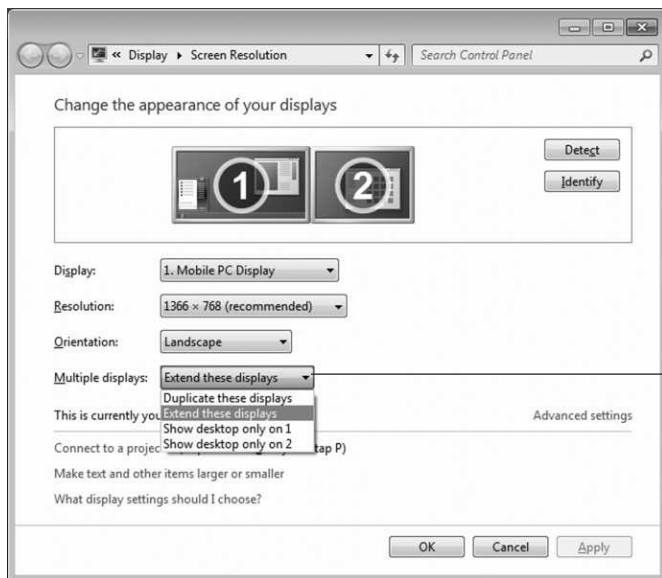 « Display ▸ Screen Resolution Search Control Panel
Change the appearance of your displays
1 2
Detect
Identify
Display: 1. Mobile PC Display
Resolution: 1366 × 768 (recommended)
Orientation: Landscape
Multiple displays: Extend these displays
Duplicate these displays
This is currently you Extend these displays Advanced settings
Show desktop only on 1
Connect to a projec Show desktop only on 2 tap P)
Make text and other items larger or smaller
What display settings should I choose?
OK Cancel Apply